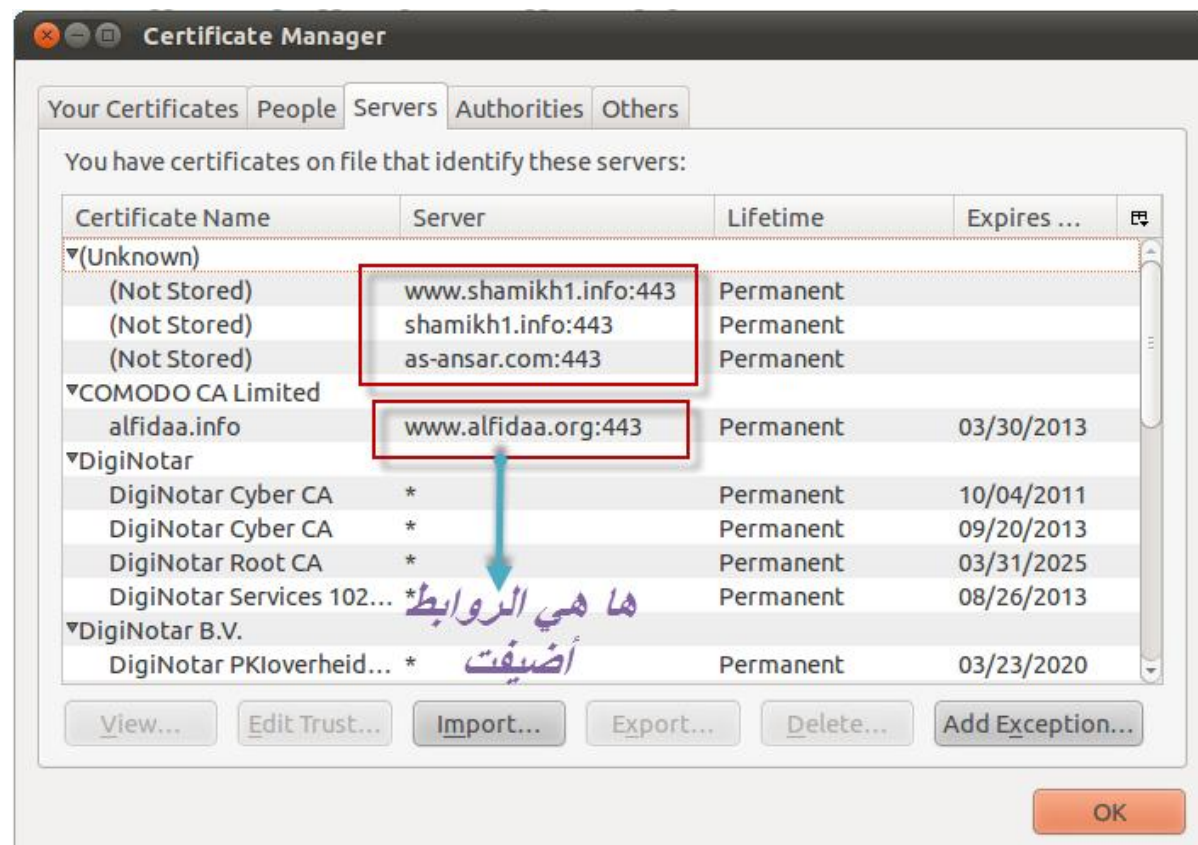 Certificate Manager
Your Certificates People Servers Authorities Others
You have certificates on file that identify these servers:
Certificate Name Server Lifetime Expires ...
(Unknown)
(Not Stored) www.shamikh1.info:443 Permanent
(Not Stored) shamikh1.info:443 Permanent
(Not Stored) as-ansar.com:443 Permanent
COMODO CA Limited
alfidaa.info www.alfidaa.org:443 Permanent 03/30/2013
DigiNotar
DigiNotar Cyber CA * Permanent 10/04/2011
DigiNotar Cyber CA * Permanent 09/20/2013
DigiNotar Root CA * Permanent 03/31/2025
DigiNotar Services 102... * Permanent 08/26/2013
ها هي الروابط
أضيفت
DigiNotar B.V.
DigiNotar PKIoverheid... * Permanent 03/23/2020
View... Edit Trust... Import... Export... Delete... Add Exception...
OK